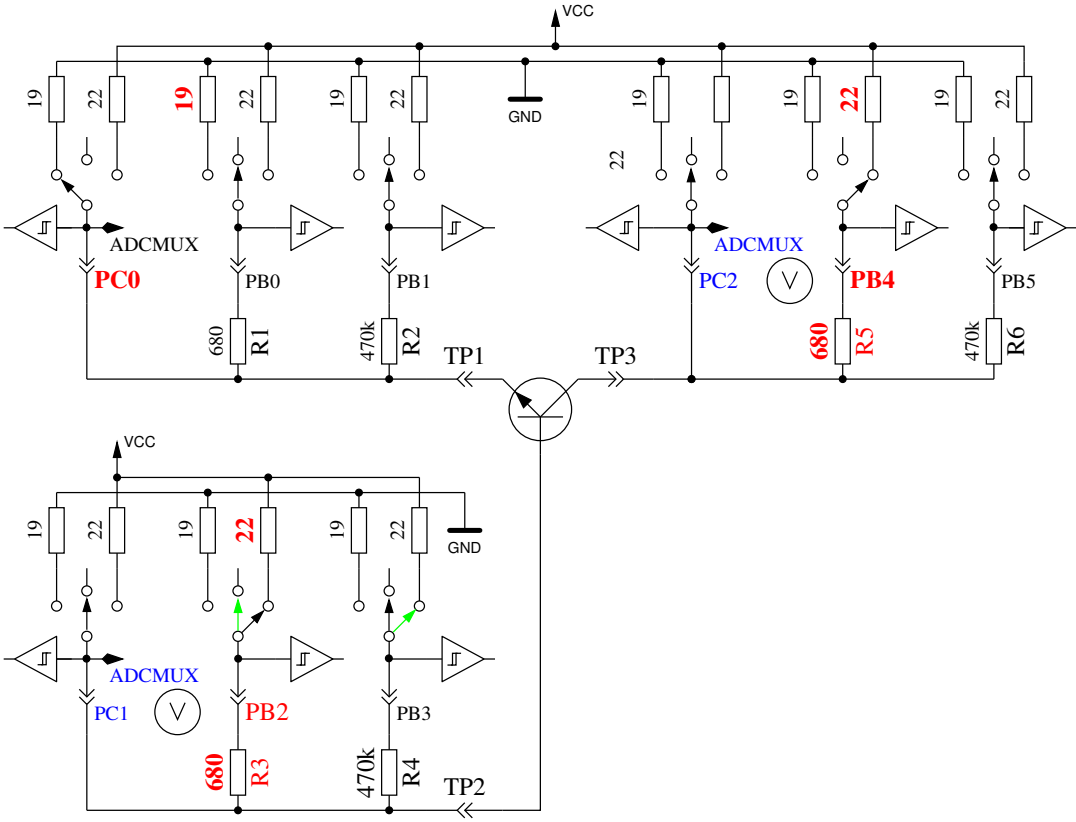 VCC
19
22
19
22
19
22
GND
19
22
19
22
19
22
ADCMUX
PC0
PB0
PB1
ADCMUX
PC2
V
PB4
PB5
680
R1
470k
R2
TP1
TP3
680
R5
470k
R6
VCC
19
22
19
22
19
22
GND
ADCMUX
PC1
V
PB2
PB3
680
R3
470k
R4
TP2